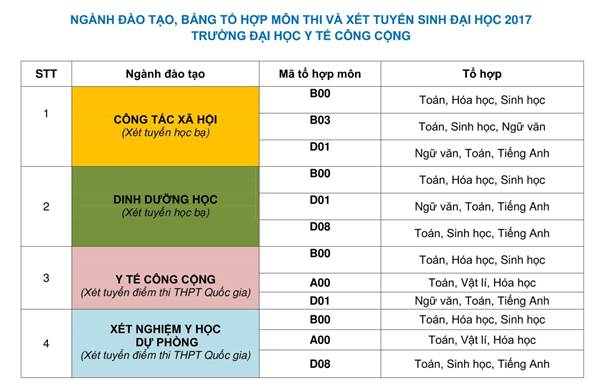 NGÀNH ĐÀO TẠO, BẢNG TỔ HỢP MÔN THI VÀ XÉT TUYỂN SINH ĐẠI HỌC 2017
TRƯỜNG ĐẠI HỌC Y TẾ CÔNG CỘNG
STT Ngành đào tạo Mã tổ hợp môn Tổ hợp
1 CÔNG TÁC XÃ HỘI
(Xét tuyển học bạ)
B00 Toán, Hóa học, Sinh học
B03 Toán, Sinh học, Ngữ văn
D01 Ngữ văn, Toán, Tiếng Anh
2 DINH DƯỠNG HỌC
(Xét tuyển học bạ)
B00 Toán, Hóa học, Sinh học
D01 Ngữ văn, Toán, Tiếng Anh
D08 Toán, Sinh học, Tiếng Anh
3 Y TẾ CÔNG CỘNG
(Xét tuyển điểm thi THPT Quốc gia)
B00 Toán, Hóa học, Sinh học
A00 Toán, Vật lí, Hóa học
D01 Ngữ văn, Toán, Tiếng Anh
4 XÉT NGHIỆM Y HỌC
DỰ PHÒNG
(Xét tuyển điểm thi THPT Quốc gia)
B00 Toán, Hóa học, Sinh học
A00 Toán, Vật lí, Hóa học
D08 Toán, Sinh học, Tiếng Anh